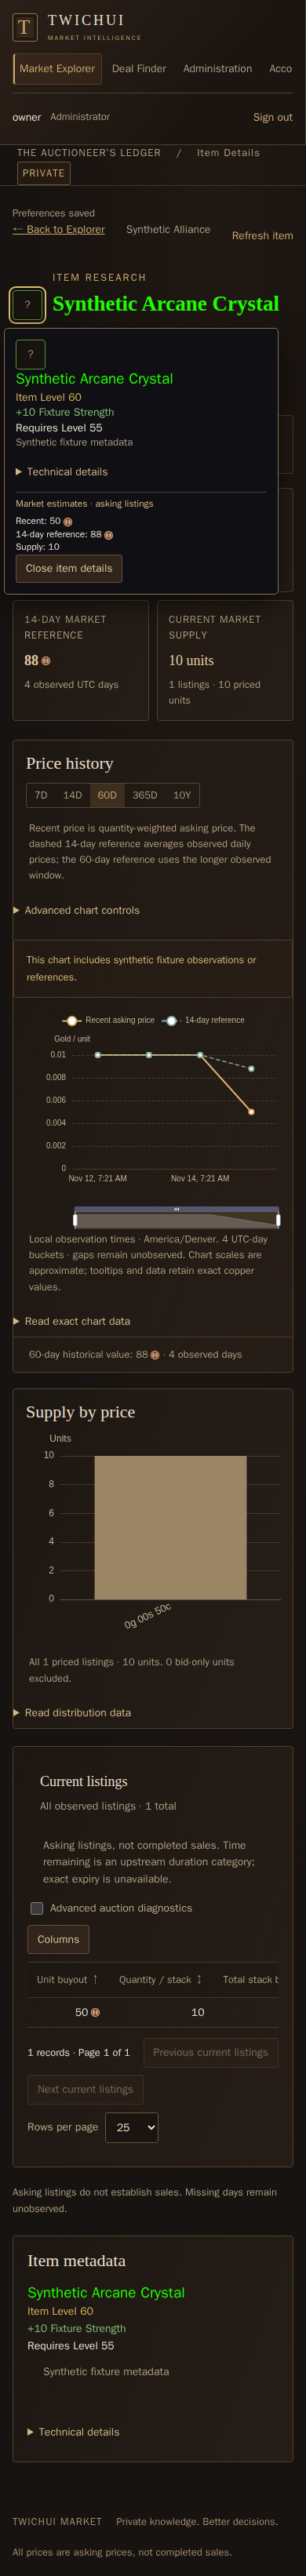 T
TWICHUI
MARKET INTELLIGENCE
Market Explorer
Deal Finder
Administration
Acco
owner
Administrator
Sign out
THE AUCTIONEER'S LEDGER / Item Details
PRIVATE
Preferences saved
← Back to Explorer
Synthetic Alliance
Refresh item
ITEM RESEARCH
?
Synthetic Arcane Crystal
?
Synthetic Arcane Crystal
Item Level 60
+10 Fixture Strength
Requires Level 55
Synthetic fixture metadata
▶ Technical details
Market estimates · asking listings
Recent: 50
14-day reference: 88
Supply: 10
Close item details
14-DAY MARKET
REFERENCE
88
4 observed UTC days
CURRENT MARKET
SUPPLY
10 units
1 listings · 10 priced
units
Price history
7D
14D
60D
365D
10Y
Recent price is quantity-weighted asking price. The
dashed 14-day reference averages observed daily
prices; the 60-day reference uses the longer observed
window.
▶ Advanced chart controls
This chart includes synthetic fixture observations or
references.
Recent asking price
14-day reference
Gold / unit
0.01
0.008
0.006
0.004
0.002
0
Nov 12, 7:21 AM
Nov 14, 7:21 AM
Local observation times · America/Denver. 4 UTC-day
buckets · gaps remain unobserved. Chart scales are
approximate; tooltips and data retain exact copper
values.
▶ Read exact chart data
60-day historical value: 88 · 4 observed days
Supply by price
Units
10
8
6
4
2
0
0g 00s 50c
All 1 priced listings · 10 units. 0 bid-only units
excluded.
▶ Read distribution data
Current listings
All observed listings · 1 total
Asking listings, not completed sales. Time
remaining is an upstream duration category;
exact expiry is unavailable.
Advanced auction diagnostics
Columns
Unit buyout ↑
Quantity / stack ↕
Total stack b
50
10
1 records · Page 1 of 1
Previous current listings
Next current listings
Rows per page
25
Asking listings do not establish sales. Missing days remain
unobserved.
Item metadata
Synthetic Arcane Crystal
Item Level 60
+10 Fixture Strength
Requires Level 55
Synthetic fixture metadata
▶ Technical details
TWICHUI MARKET
Private knowledge. Better decisions.
All prices are asking prices, not completed sales.